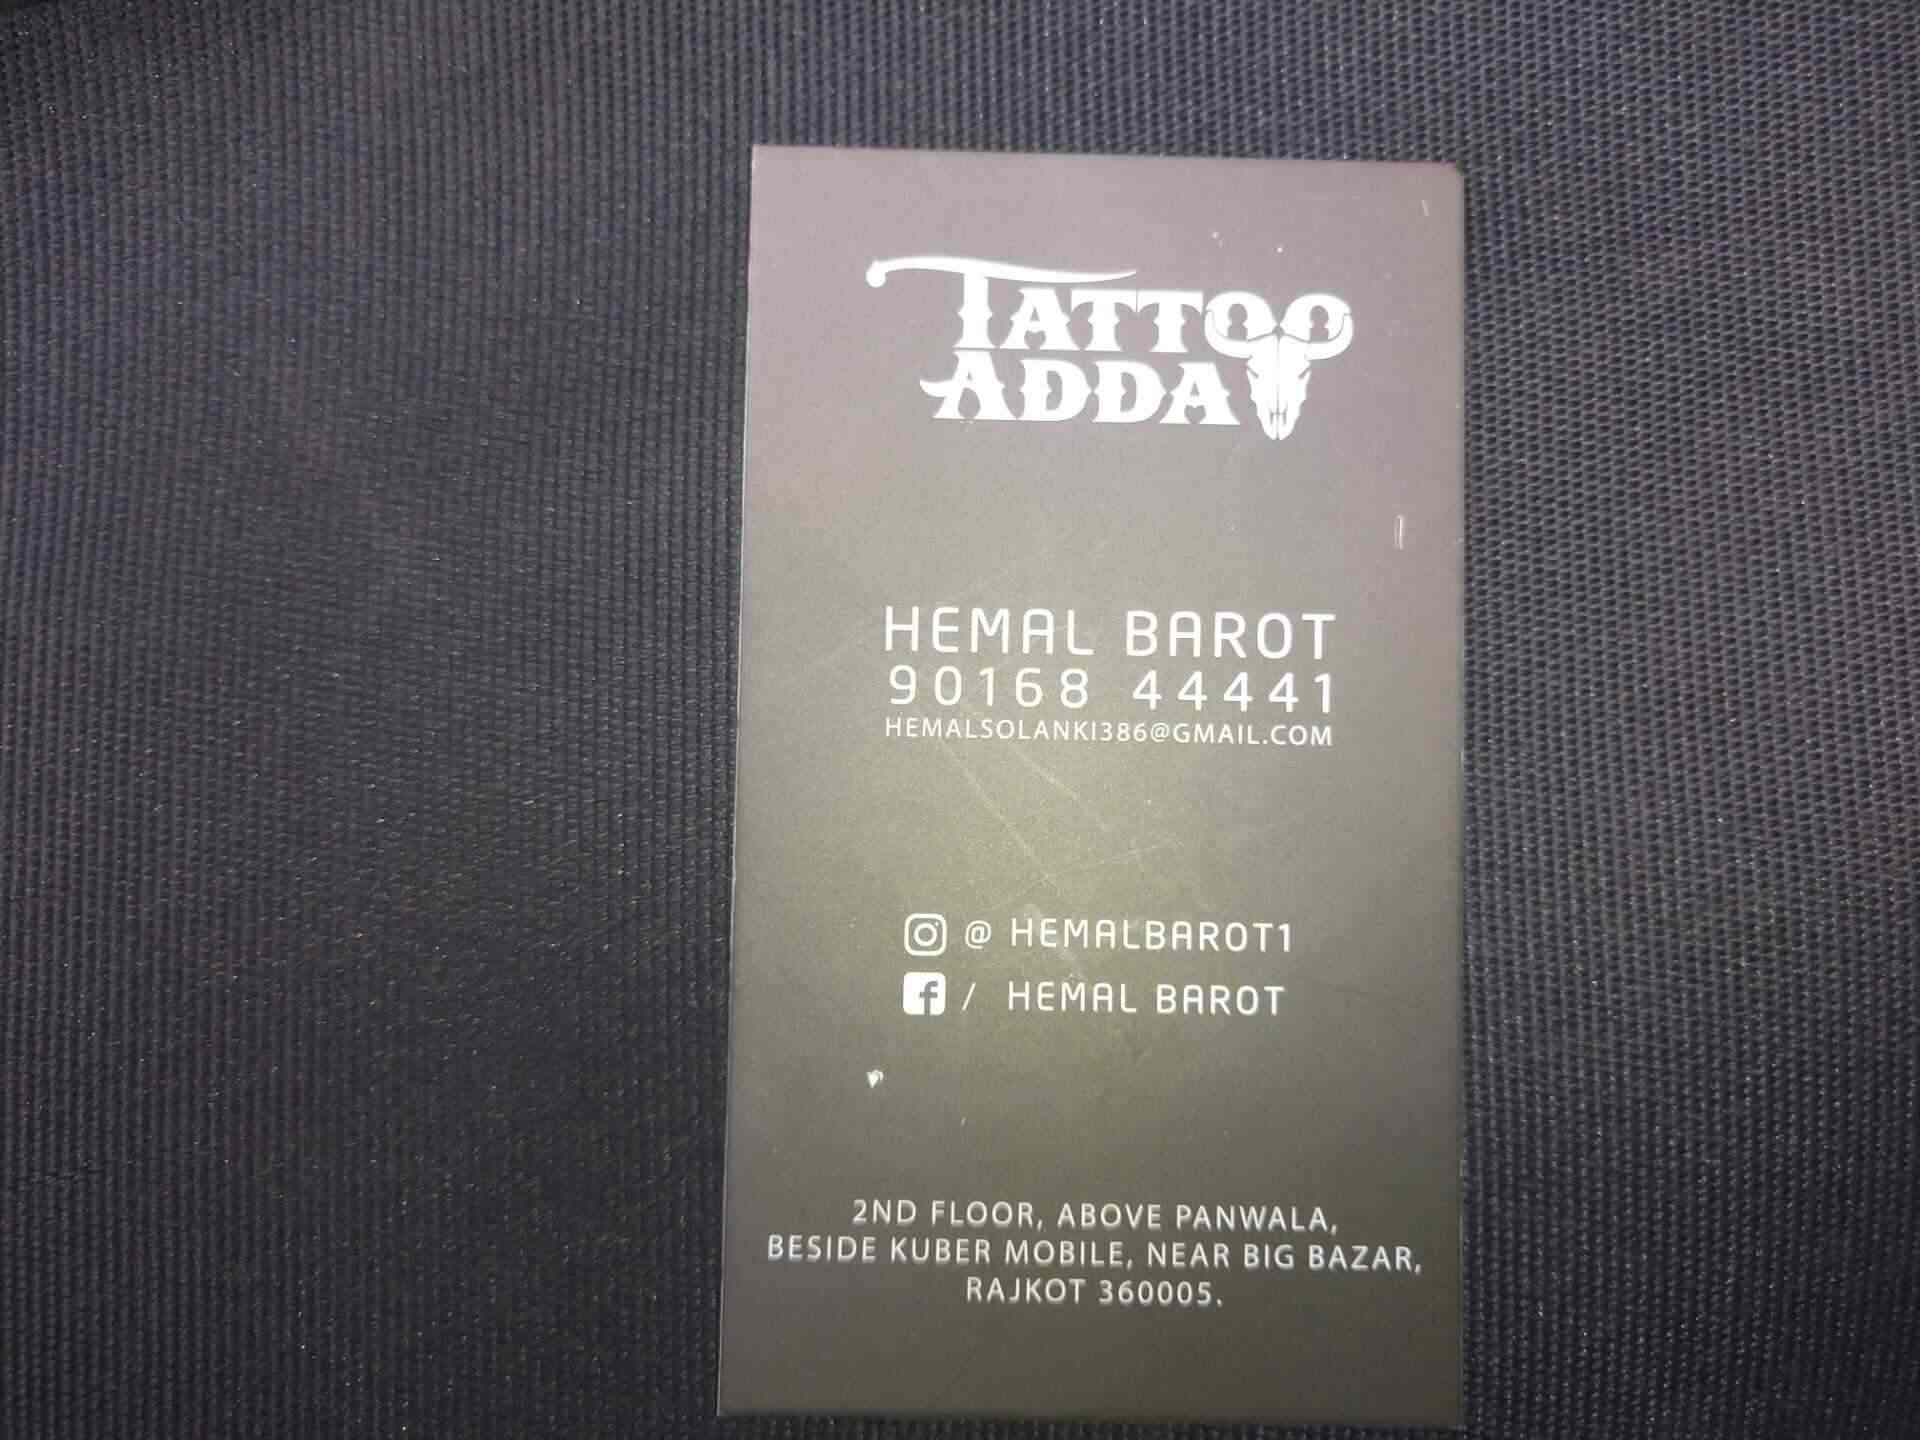 TATTOO
ADDA
HEMAL BAROT
90168 44441
HEMALSOLANKI386@GMAIL.COM
@ HEMALBAROT1
/ HEMAL BAROT
2ND FLOOR, ABOVE PANWALA,
BESIDE KUBER MOBILE, NEAR BIG BAZAR,
RAJKOT 360005.